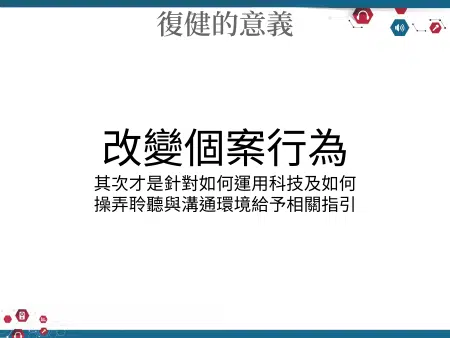 復健的意義
改變個案行為
其次才是針對如何運用科技及如何
操弄聆聽與溝通環境給予相關指引